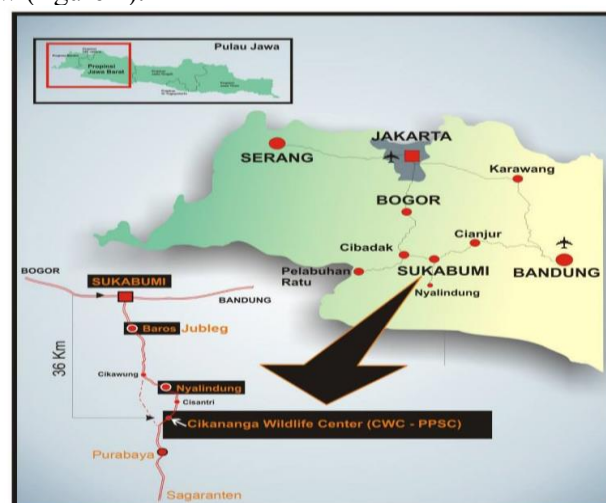 Pulau Jawa
Propinsi
Jawa Barat
JAKARTA
SERANG
Karawang
BOGOR
Cianjur
Cibadak
SUKABUMI
BANDUNG
Pelabuhan
Ratu
Nyalindung
BOGOR
SUKABUMI
BANDUNG
Baros Jubleg
36 Km
Cikawung
Nyalindung
Cisantri
Cikananga Wildlife Center (CWC - PPSC)
Purabaya
Sagaranten